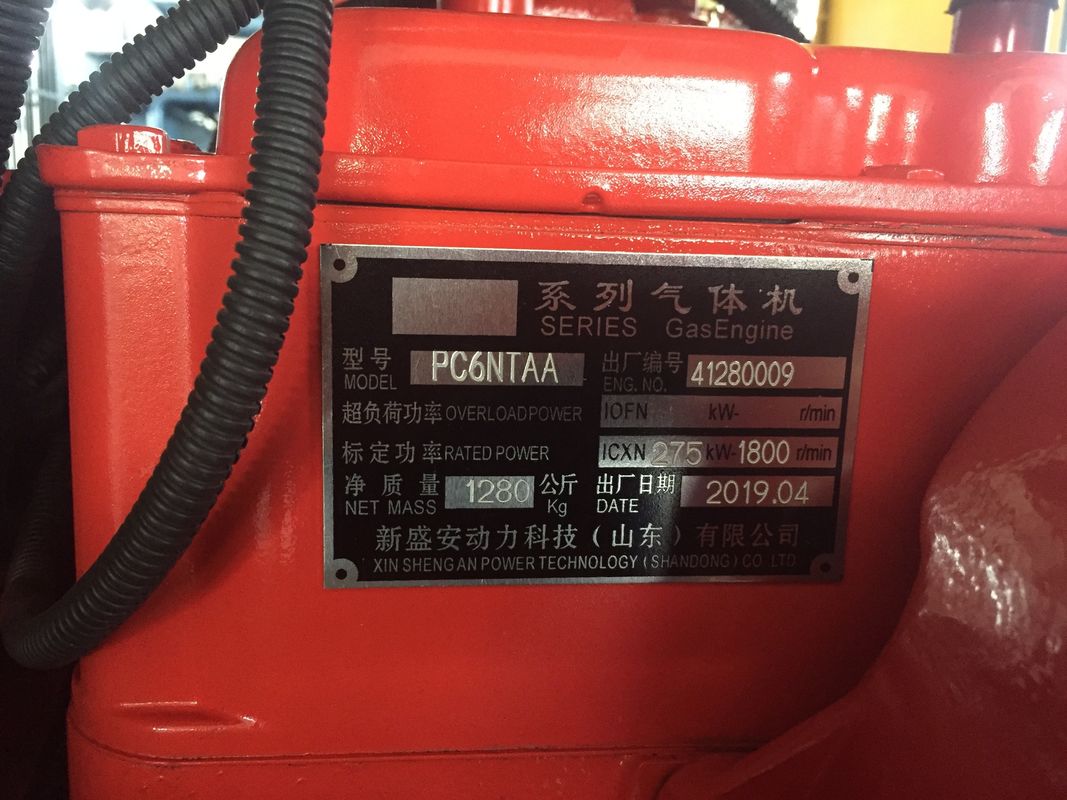 系列气体机
SERIES GasEngine
型号 PC6NTAA 出厂编号 41280009
MODEL ENG. NO.
超负荷功率 OVERLOAD POWER IOFN kW- r/min
标定功率 RATED POWER ICXN 275 kW- 1800 r/min
净质量 1280 公斤 出厂日期 2019.04
NET MASS Kg DATE
新盛安动力科技（山东）有限公司
XIN SHENG AN POWER TECHNOLOGY (SHANDONG) CO LTD